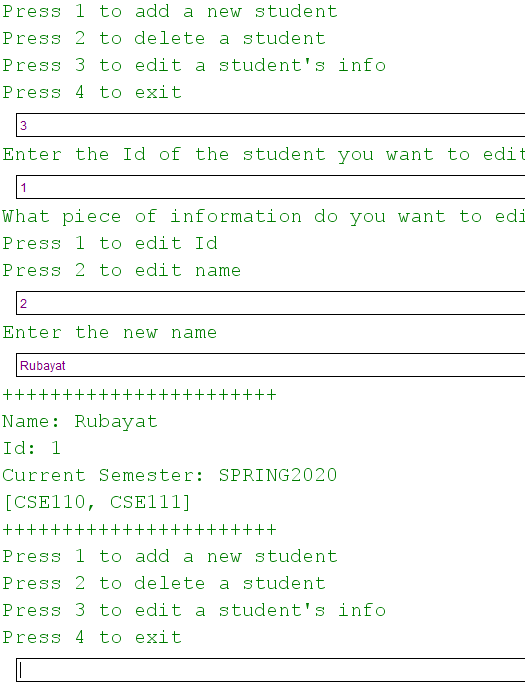 Press 1 to add a new student
Press 2 to delete a student
Press 3 to edit a student's info
Press 4 to exit
3
Enter the Id of the student you want to edit
1
What piece of information do you want to edi
Press 1 to edit Id
Press 2 to edit name
2
Enter the new name
Rubayat
+++++++++++++++++++++++
Name: Rubayat
Id: 1
Current Semester: SPRING2020
[CSE110, CSE111]
+++++++++++++++++++++++
Press 1 to add a new student
Press 2 to delete a student
Press 3 to edit a student's info
Press 4 to exit